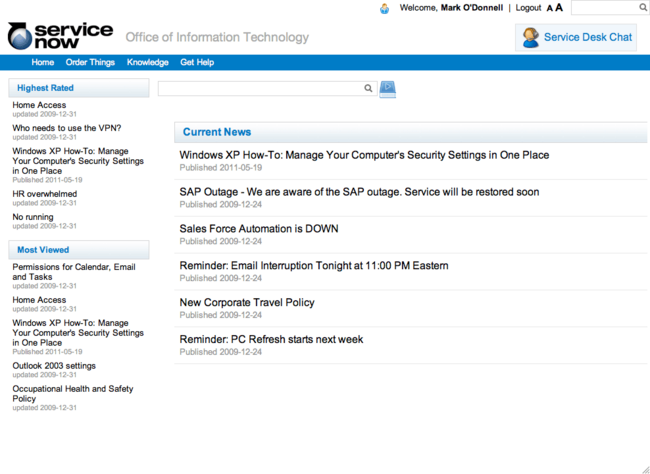 Welcome, Mark O'Donnell | Logout A A
service
now
Office of Information Technology
Service Desk Chat
Home Order Things Knowledge Get Help
Highest Rated
Home Access
updated 2009-12-31
Who needs to use the VPN?
updated 2009-12-31
Windows XP How-To: Manage
Your Computer's Security Settings
in One Place
Published 2011-05-19
HR overwhelmed
updated 2009-12-31
No running
updated 2009-12-31
Most Viewed
Permissions for Calendar, Email
and Tasks
updated 2009-12-31
Home Access
updated 2009-12-31
Windows XP How-To: Manage
Your Computer's Security Settings
in One Place
Published 2011-05-19
Outlook 2003 settings
updated 2009-12-31
Occupational Health and Safety
Policy
updated 2009-12-31
Current News
Windows XP How-To: Manage Your Computer's Security Settings in One Place
Published 2011-05-19
SAP Outage - We are aware of the SAP outage. Service will be restored soon
Published 2009-12-24
Sales Force Automation is DOWN
Published 2009-12-24
Reminder: Email Interruption Tonight at 11:00 PM Eastern
Published 2009-12-24
New Corporate Travel Policy
Published 2009-12-24
Reminder: PC Refresh starts next week
Published 2009-12-24